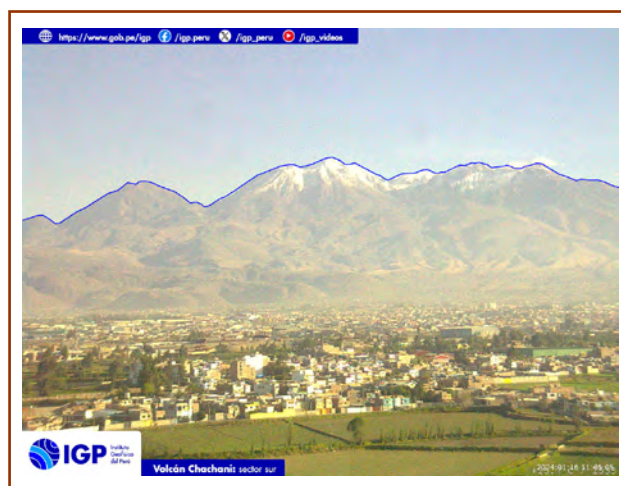 https://www.gob.pe/igp /igp.peru /igp_peru /igp_videos
IGP
Instituto
Geofísico
del Perú
Volcán Chachani: sector sur